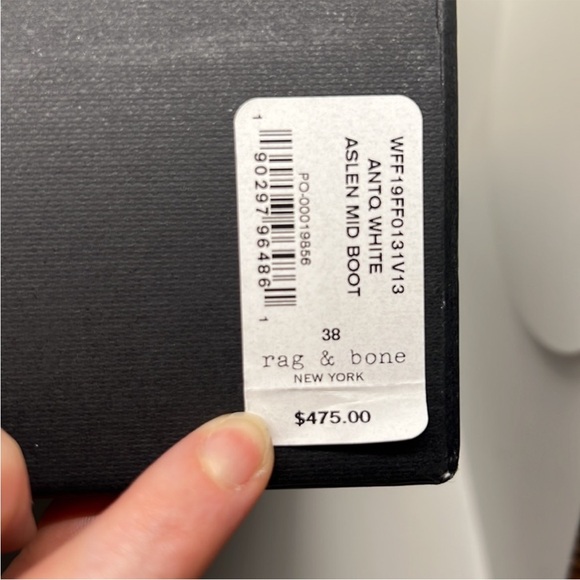 WFF19FF0131V13
ANTQ WHITE
ASLEN MID BOOT
PO-00019856
1 90297 96486 1
38
rag & bone
NEW YORK
$475.00